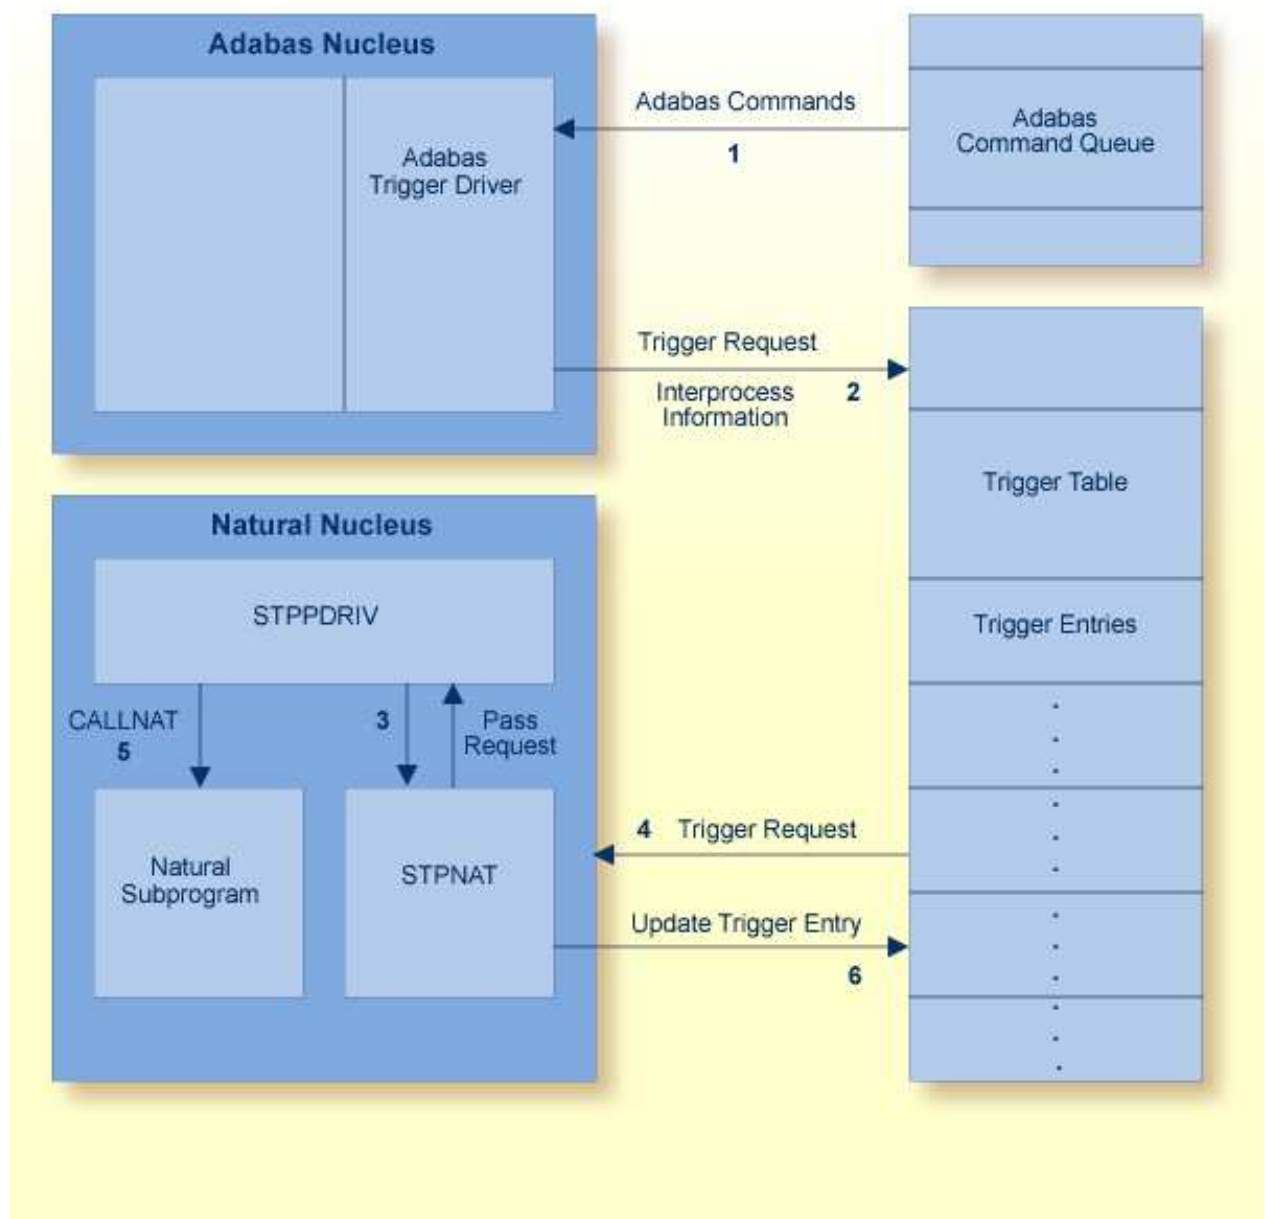 Adabas Nucleus
Adabas
Trigger Driver
Adabas Commands
1
Adabas
Command Queue
Trigger Request
Interprocess
Information
2
Trigger Table
Trigger Entries
Natural Nucleus
STPPDRIV
CALLNAT
5
3
Pass
Request
Natural
Subprogram
STPNAT
4 Trigger Request
Update Trigger Entry
6